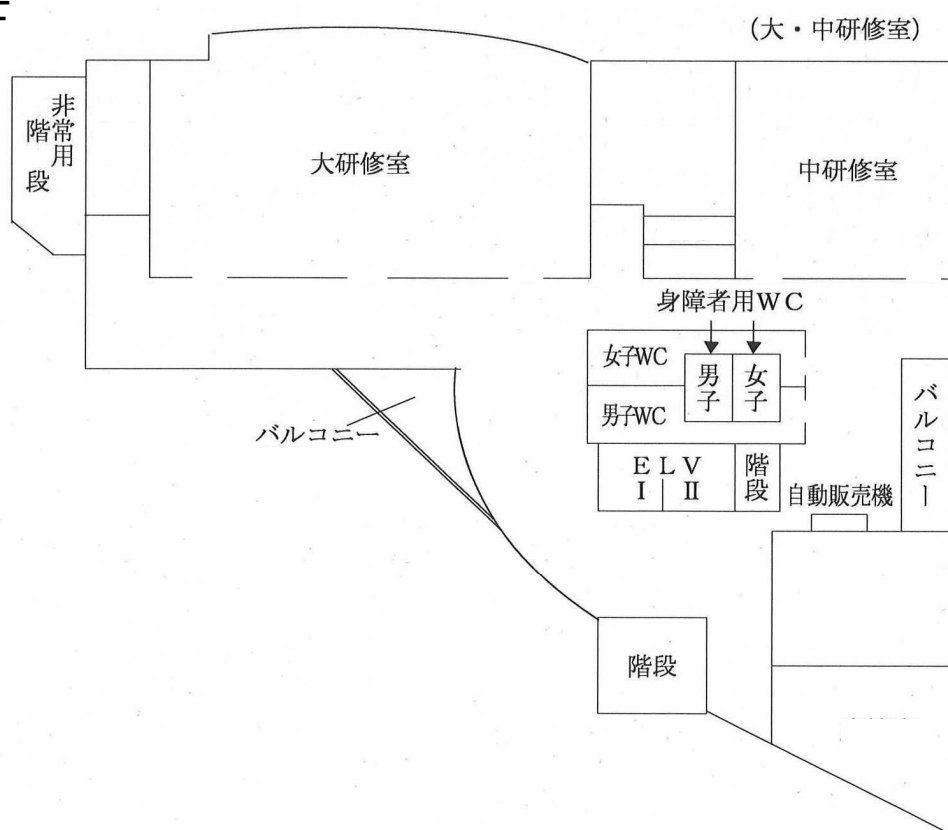 (大・中研修室)
非常用
階段
大研修室
中研修室
身障者用WC
女子WC
男子
女子
男子WC
バルコニー
バルコニー
ELV
I
II
階段
自動販売機
階段